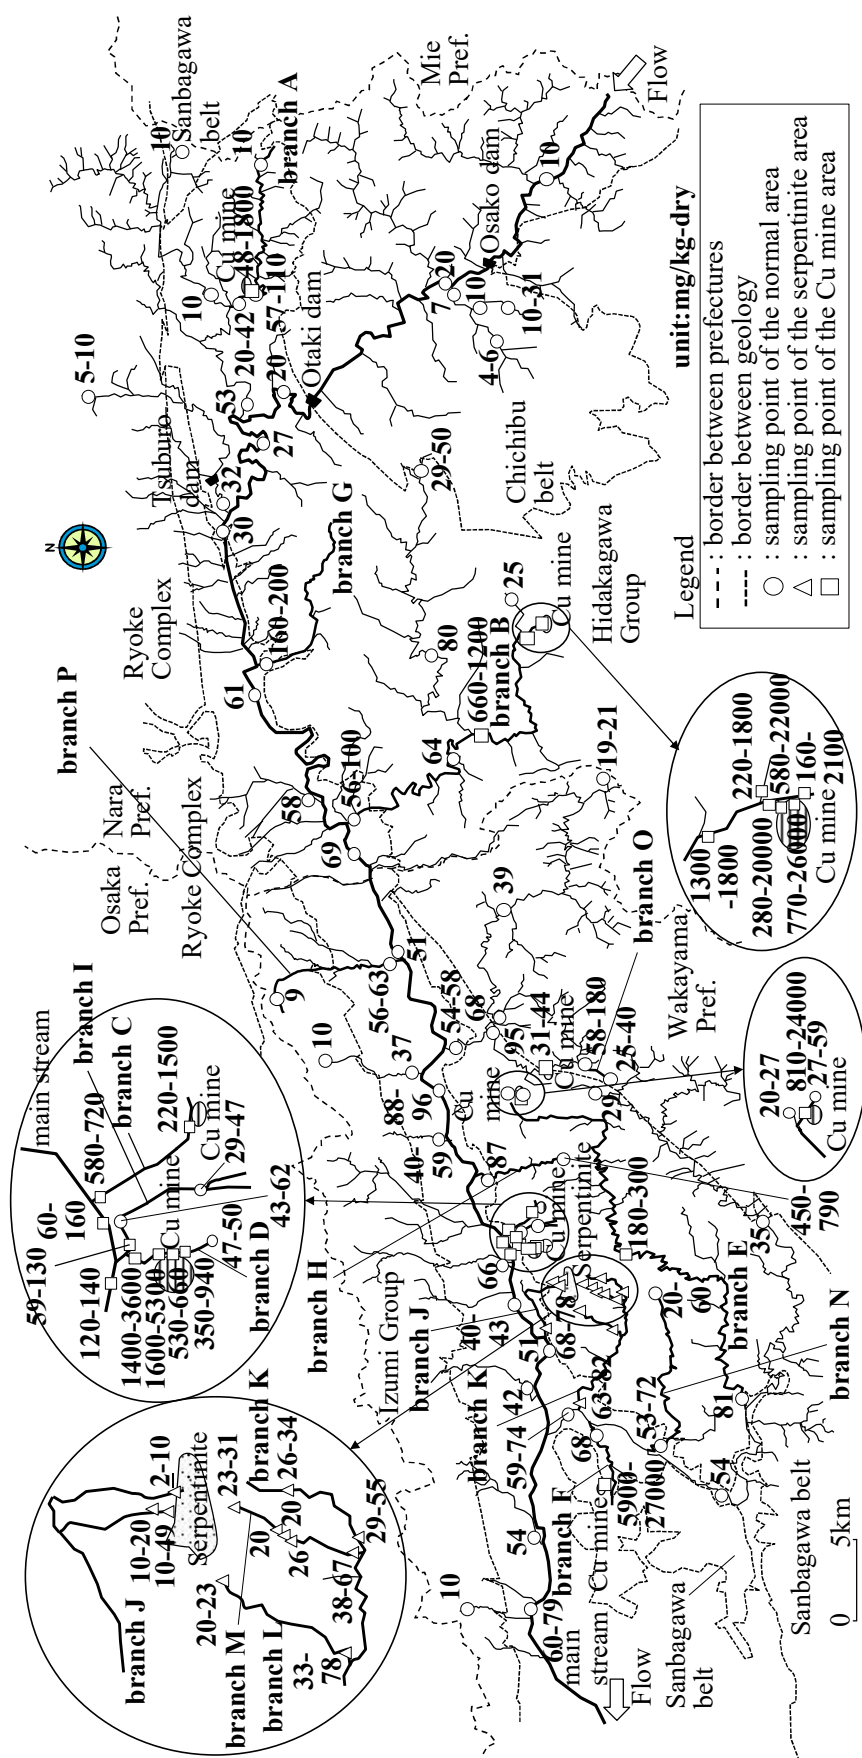 10
Sanbagawa
belt
Mie
Pref.
Flow
10
branch A
Cu mine
48-1800
10
20-42
57-110
5-10
53
20
Otaki dam
27
Tsuburo
dam
32
30
N
Osako dam
10
20
7
10
10-31
4-6
29-50
Chichibu
belt
unit:mg/kg-dry
Legend
: border between prefectures
: border between geology
: sampling point of the normal area
: sampling point of the serpentinite area
: sampling point of the Cu mine area
Ryoke
Complex
160-200
branch G
61
branch P
Nara
Pref.
Osaka
Pref.
Ryoke Complex
58
56-100
69
25
Cu mine
Hidakagawa
Group
80
660-1200
branch B
64
19-21
1300
-1800
220-1800
280-20000
580-22000
770-26000
160-
2100
Cu mine
9
51
56-63
39
branch O
10
37
54-58
68
95
31-44
Cu mine
58-180
25-40
Wakayama
Pref.
88-
96
Cu
mine
29
40-
59
87
20-27
810-24000
27-59
Cu mine
main stream
branch I
branch C
580-720
220-1500
Cu mine
60-
160
29-47
59-130
43-62
Cu mine
120-140
47-50
1400-3600
1600-5300
530-660
350-940
branch D
branch H
66
Cu mine
Serpentinite
180-300
450-
790
35
Izumi Group
branch J
40-
43
68-78
51
20-
60
branch E
branch N
branch K
42
63-82
59-74
68
53-72
81
54
branch F
5900-
27000
Cu mine
54
10
60-79
main
stream
Flow
Sanbagawa
belt
Sanbagawa belt
0
5km
branch J
2-10
10-20
10-49
Serpentinite
23-31
branch K
26-34
20
20
26
29-55
20-23
38-67
branch M
branch L
33-
78